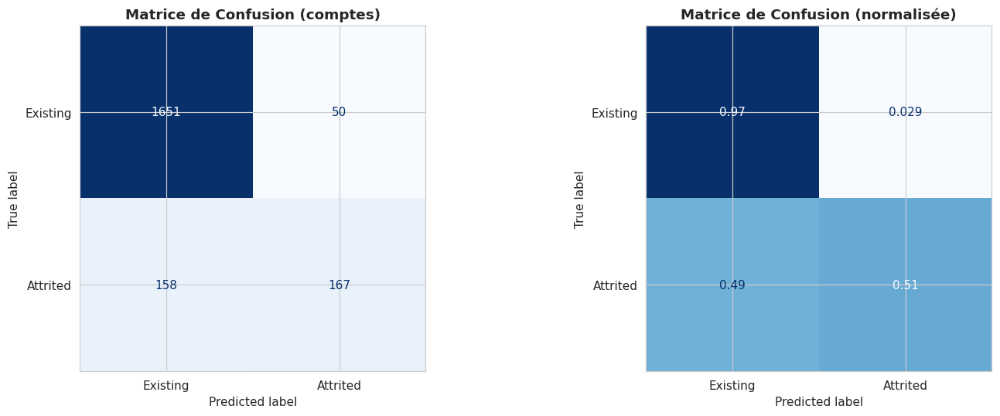 Matrice de Confusion (comptes)
True label
Existing
1651
50
Attrited
158
167
Existing
Attrited
Predicted label
Matrice de Confusion (normalisée)
True label
Existing
0.97
0.029
Attrited
0.49
0.51
Existing
Attrited
Predicted label